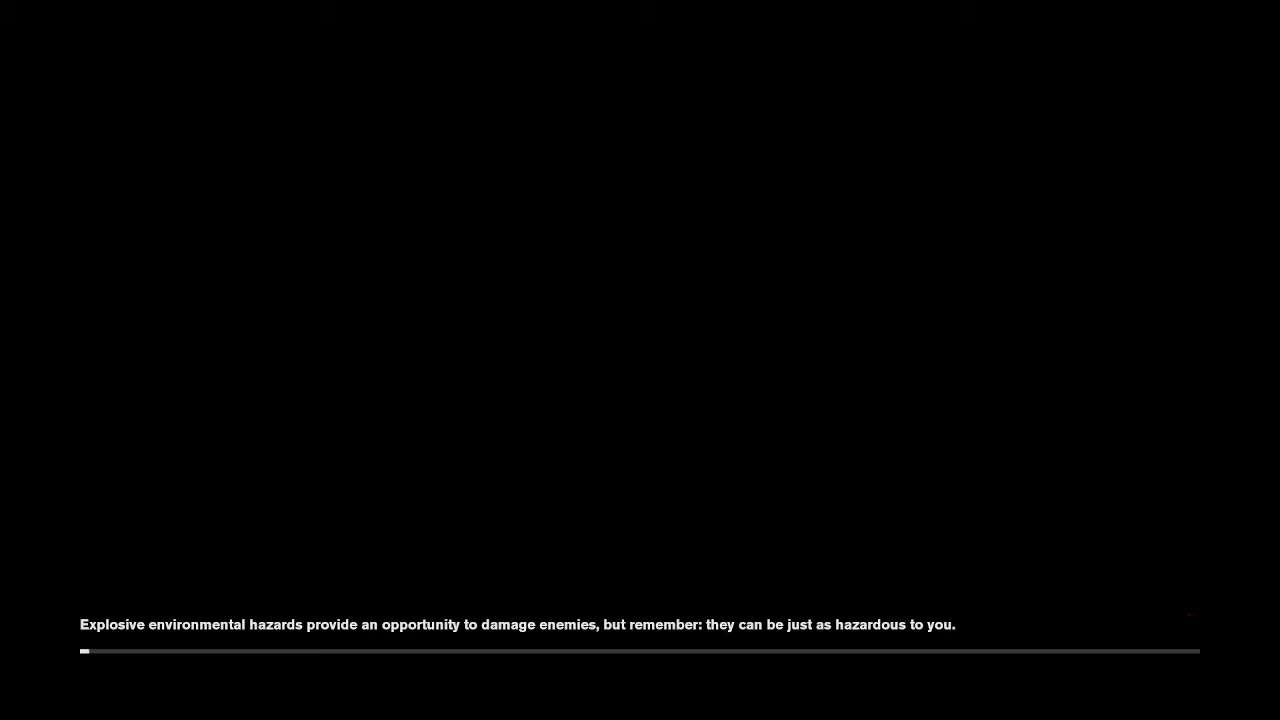 Explosive environmental hazards provide an opportunity to damage enemies, but remember: they can be just as hazardous to you.